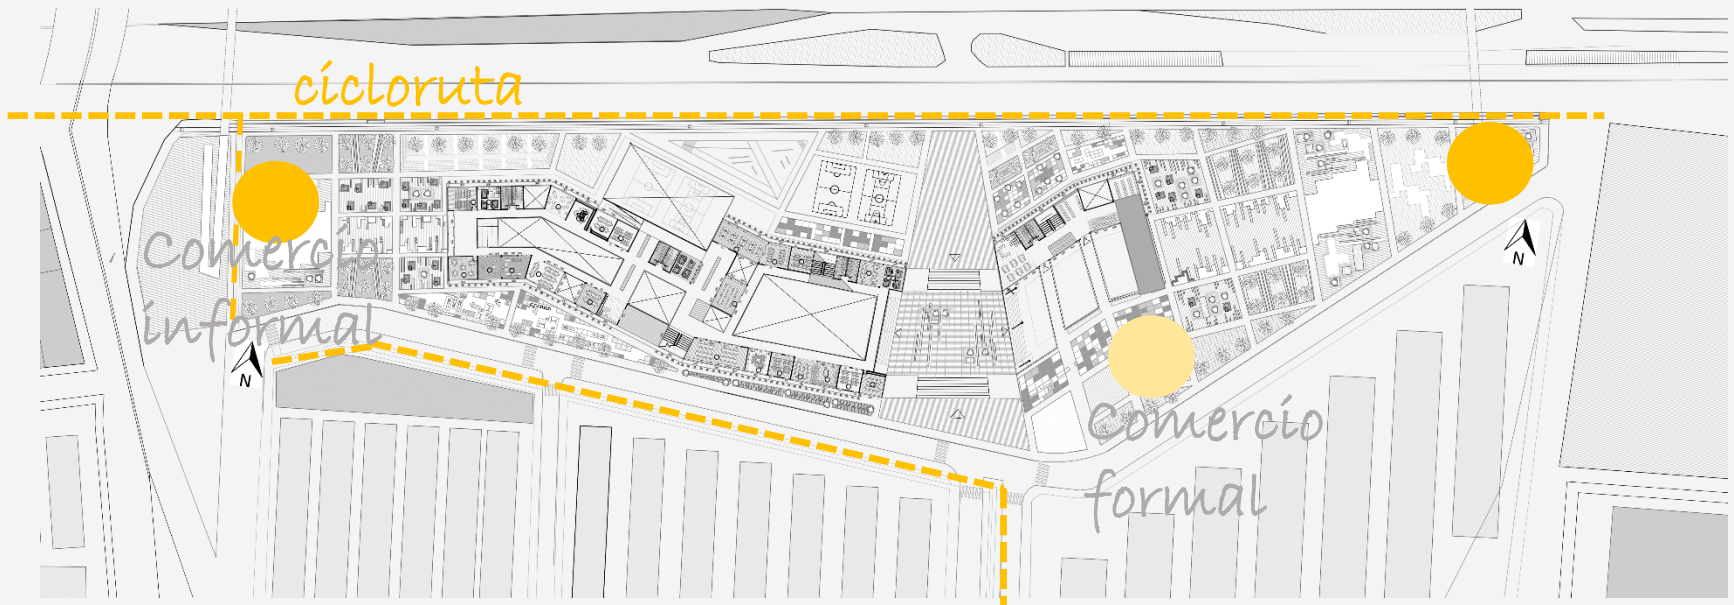 cicloruta
Comercio
informal
N
N
Comercio
formal